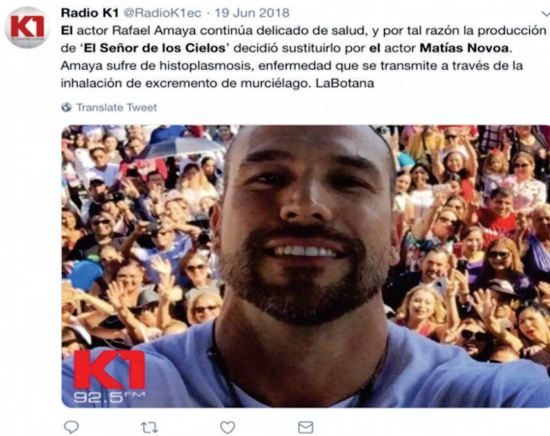 K1
Radio K1 @RadioK1ec · 19 Jun 2018
El actor Rafael Amaya continúa delicado de salud, y por tal razón la producción
de ‘El Señor de los Cielos’ decidió sustituirlo por el actor Matías Novoa.
Amaya sufre de histoplasmosis, enfermedad que se transmite a través de la
inhalación de excremento de murciélago. LaBotana
Translate Tweet
K1
92.5FM